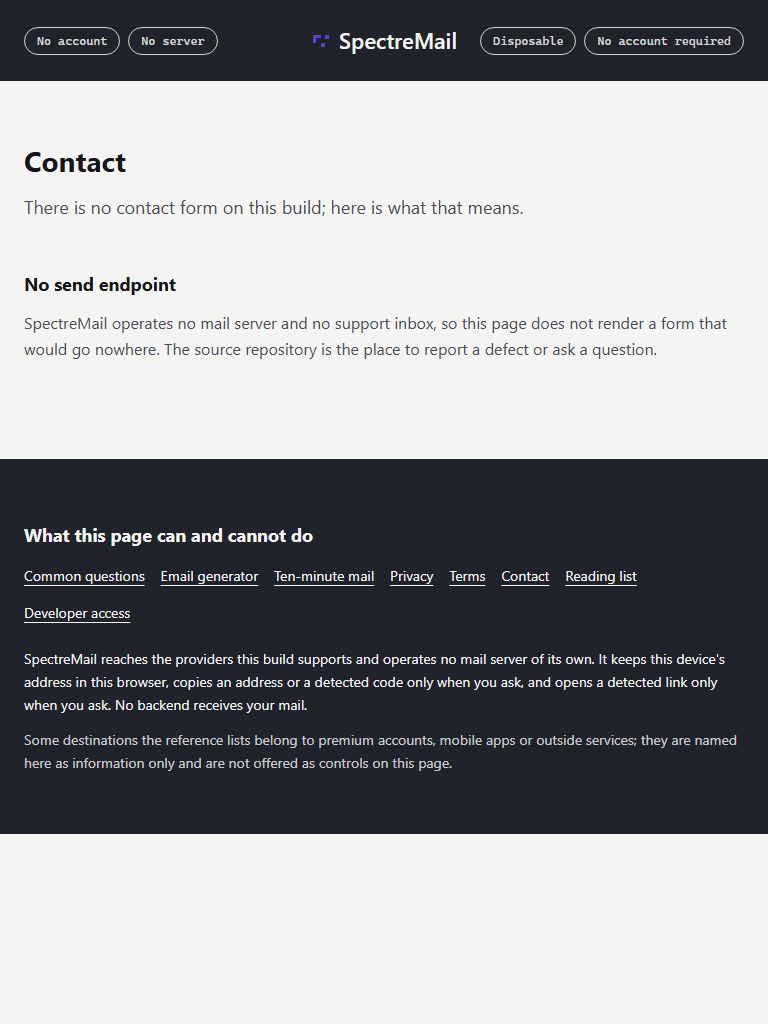 No account
No server
SpectreMail
Disposable
No account required
Contact
There is no contact form on this build; here is what that means.
No send endpoint
SpectreMail operates no mail server and no support inbox, so this page does not render a form that
would go nowhere. The source repository is the place to report a defect or ask a question.
What this page can and cannot do
Common questions Email generator Ten-minute mail Privacy Terms Contact Reading list
Developer access
SpectreMail reaches the providers this build supports and operates no mail server of its own. It keeps this device's
address in this browser, copies an address or a detected code only when you ask, and opens a detected link only
when you ask. No backend receives your mail.
Some destinations the reference lists belong to premium accounts, mobile apps or outside services; they are named
here as information only and are not offered as controls on this page.